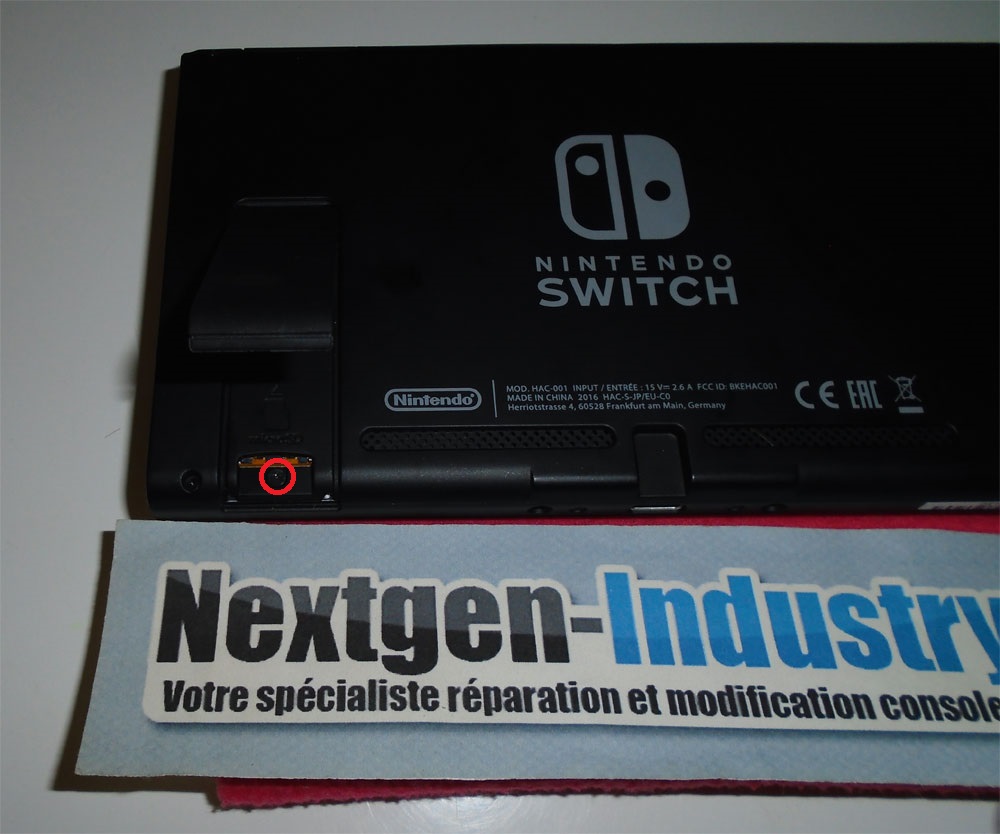 NINTENDO
SWITCH
Nintendo
MOD. HAC-001 INPUT / ENTRÉE : 15 V⎓ 2.6 A FCC ID: BKEHAC001
MADE IN CHINA 2016 HAC-S-JP/EU-C0
Herriotstrasse 4, 60528 Frankfurt am Main, Germany
CE EAC
microSD
Nextgen-Industry
Votre spécialiste réparation et modification console